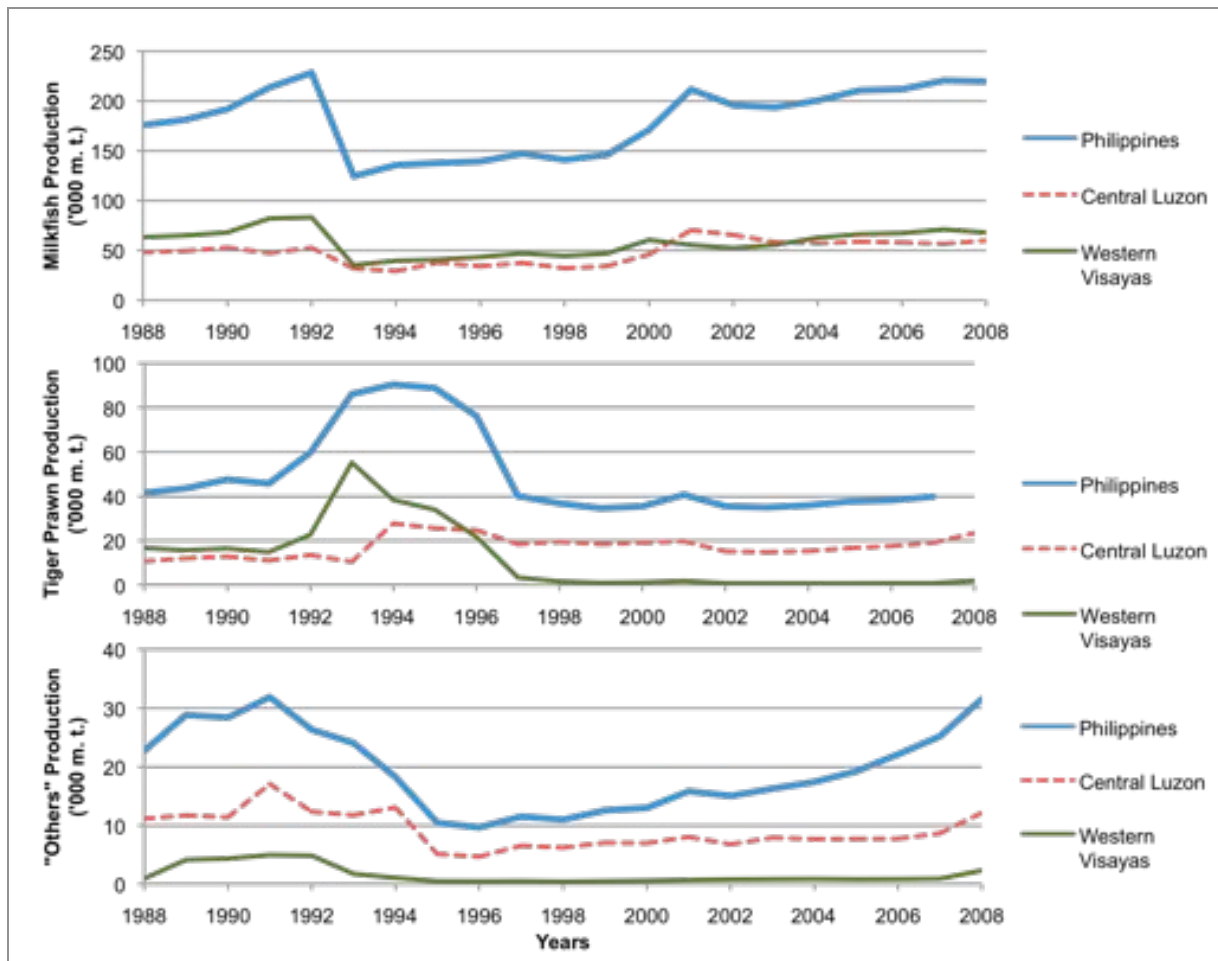 Milkfish Production
('000 m. t.)
250
200
150
100
50
0
1988 1990 1992 1994 1996 1998 2000 2002 2004 2006 2008
Philippines
Central Luzon
Western
Visayas
Tiger Prawn Production
('000 m. t.)
100
80
60
40
20
0
1988 1990 1992 1994 1996 1998 2000 2002 2004 2006 2008
Philippines
Central Luzon
Western
Visayas
"Others" Production
('000 m. t.)
40
30
20
10
0
1988 1990 1992 1994 1996 1998 2000 2002 2004 2006 2008
Years
Philippines
Central Luzon
Western
Visayas